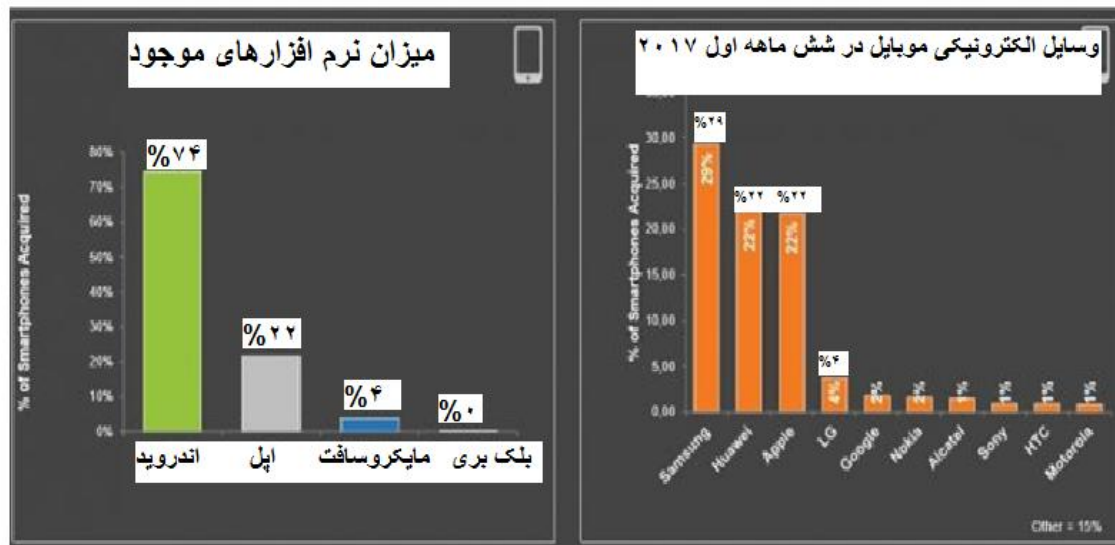 میزان نرم افزارهای موجود
% of Smartphones Acquired
80%
70%
60%
50%
40%
30%
20%
10%
0%
%۷۴
%۲۲
%۴
%۰
اندروید
اپل
مایکروسافت
بلک بری
وسایل الکترونیکی موبایل در شش ماهه اول ۲۰۱۷
% of Smartphones Acquired
30,00
25,00
20,00
15,00
10,00
5,00
0,00
%۲۹
29%
%۲۲
22%
%۲۲
22%
%۴
4%
2%
2%
1%
1%
1%
1%
Samsung
Huawei
Apple
LG
Google
Nokia
Alcatel
Sony
HTC
Motorola
Other = 15%